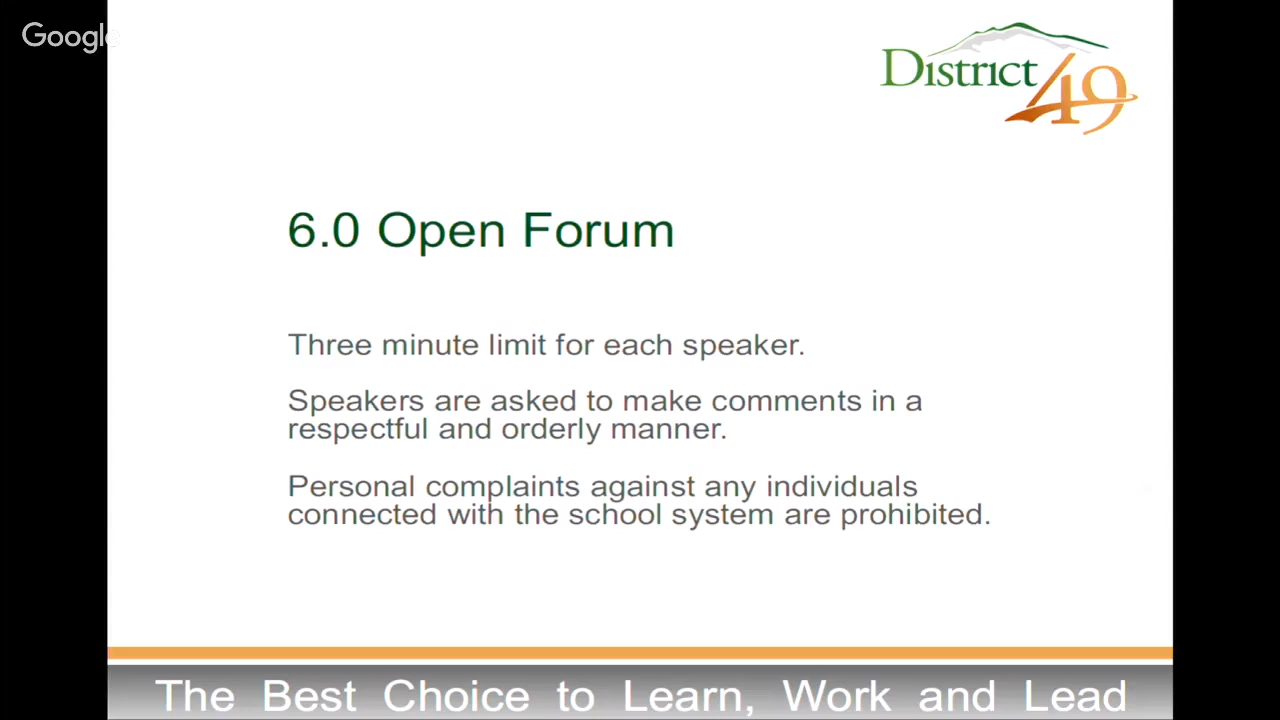 Google
District 49
6.0 Open Forum
Three minute limit for each speaker.
Speakers are asked to make comments in a
respectful and orderly manner.
Personal complaints against any individuals
connected with the school system are prohibited.
The Best Choice to Learn, Work and Lead